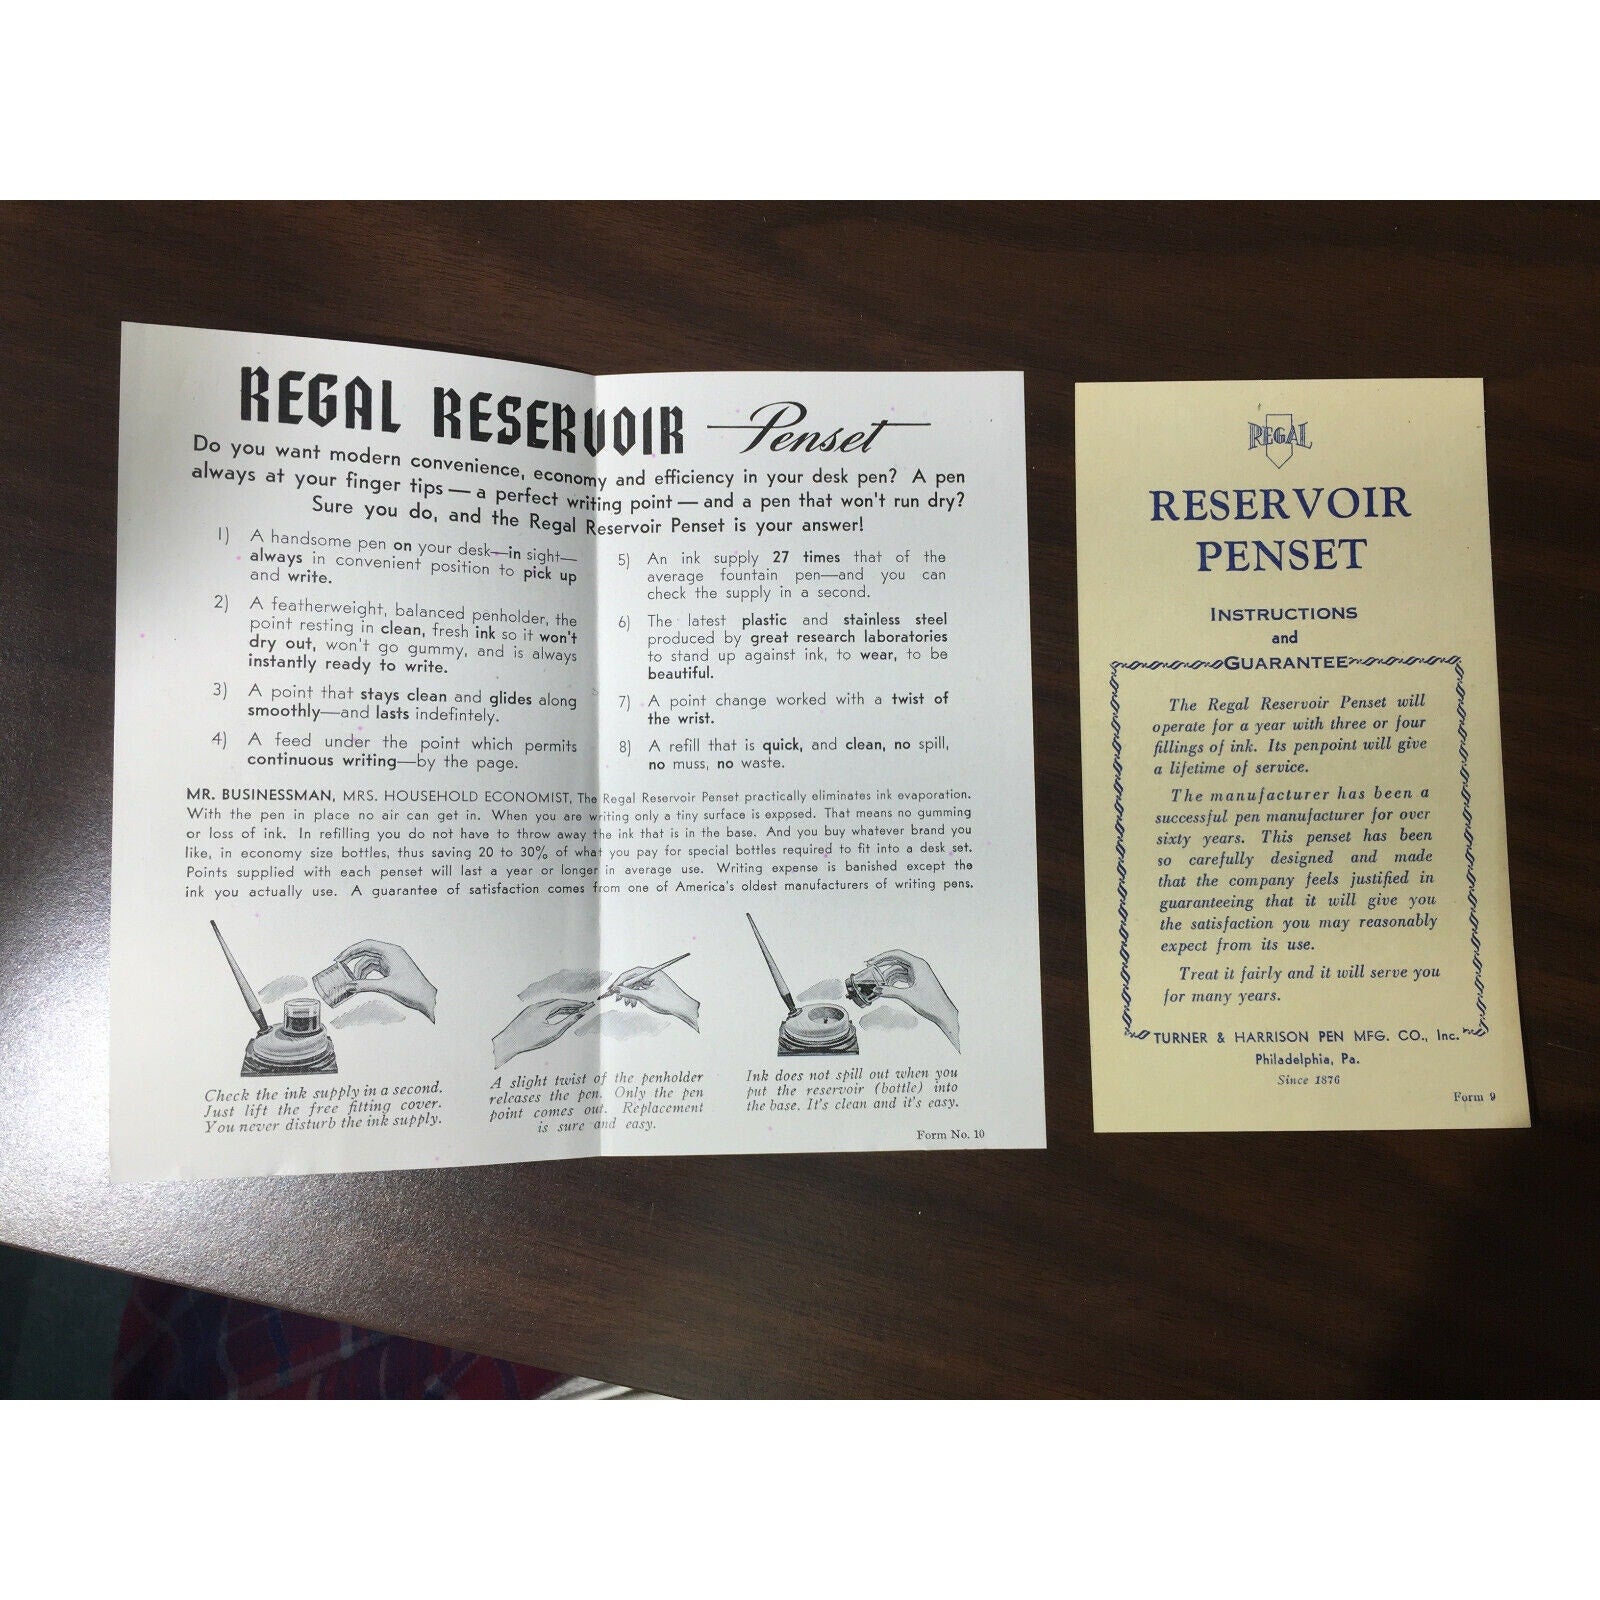 REGAL RESERVOIR Penset
Do you want modern convenience, economy and efficiency in your desk pen? A pen
always at your finger tips — a perfect writing point — and a pen that won't run dry?
Sure you do, and the Regal Reservoir Penset is your answer!
1) A handsome pen on your desk—in sight—
always in convenient position to pick up
and write.
2) A featherweight, balanced penholder, the
point resting in clean, fresh ink so it won't
dry out, won't go gummy, and is always
instantly ready to write.
3) A point that stays clean and glides along
smoothly—and lasts indefintely.
4) A feed under the point which permits
continuous writing—by the page.
5) An ink supply 27 times that of the
average fountain pen—and you can
check the supply in a second.
6) The latest plastic and stainless steel
produced by great research laboratories
to stand up against ink, to wear, to be
beautiful.
7) A point change worked with a twist of
the wrist.
8) A refill that is quick, and clean, no spill,
no muss, no waste.
MR. BUSINESSMAN, MRS. HOUSEHOLD ECONOMIST, The Regal Reservoir Penset practically eliminates ink evaporation.
With the pen in place no air can get in. When you are writing only a tiny surface is exposed. That means no gumming
or loss of ink. In refilling you do not have to throw away the ink that is in the base. And you buy whatever brand you
like, in economy size bottles, thus saving 20 to 30% of what you pay for special bottles required to fit into a desk set.
Points supplied with each penset will last a year or longer in average use. Writing expense is banished except the
ink you actually use. A guarantee of satisfaction comes from one of America's oldest manufacturers of writing pens.
Check the ink supply in a second.
Just lift the free fitting cover.
You never disturb the ink supply.
A slight twist of the penholder
releases the pen. Only the pen
point comes out. Replacement
is sure and easy.
Ink does not spill out when you
put the reservoir (bottle) into
the base. It's clean and it's easy.
Form No. 10
REGAL
RESERVOIR
PENSET
INSTRUCTIONS
and
GUARANTEE
The Regal Reservoir Penset will
operate for a year with three or four
fillings of ink. Its penpoint will give
a lifetime of service.
The manufacturer has been a
successful pen manufacturer for over
sixty years. This penset has been
so carefully designed and made
that the company feels justified in
guaranteeing that it will give you
the satisfaction you may reasonably
expect from its use.
Treat it fairly and it will serve you
for many years.
TURNER & HARRISON PEN MFG. CO., Inc.
Philadelphia, Pa.
Since 1876
Form 9